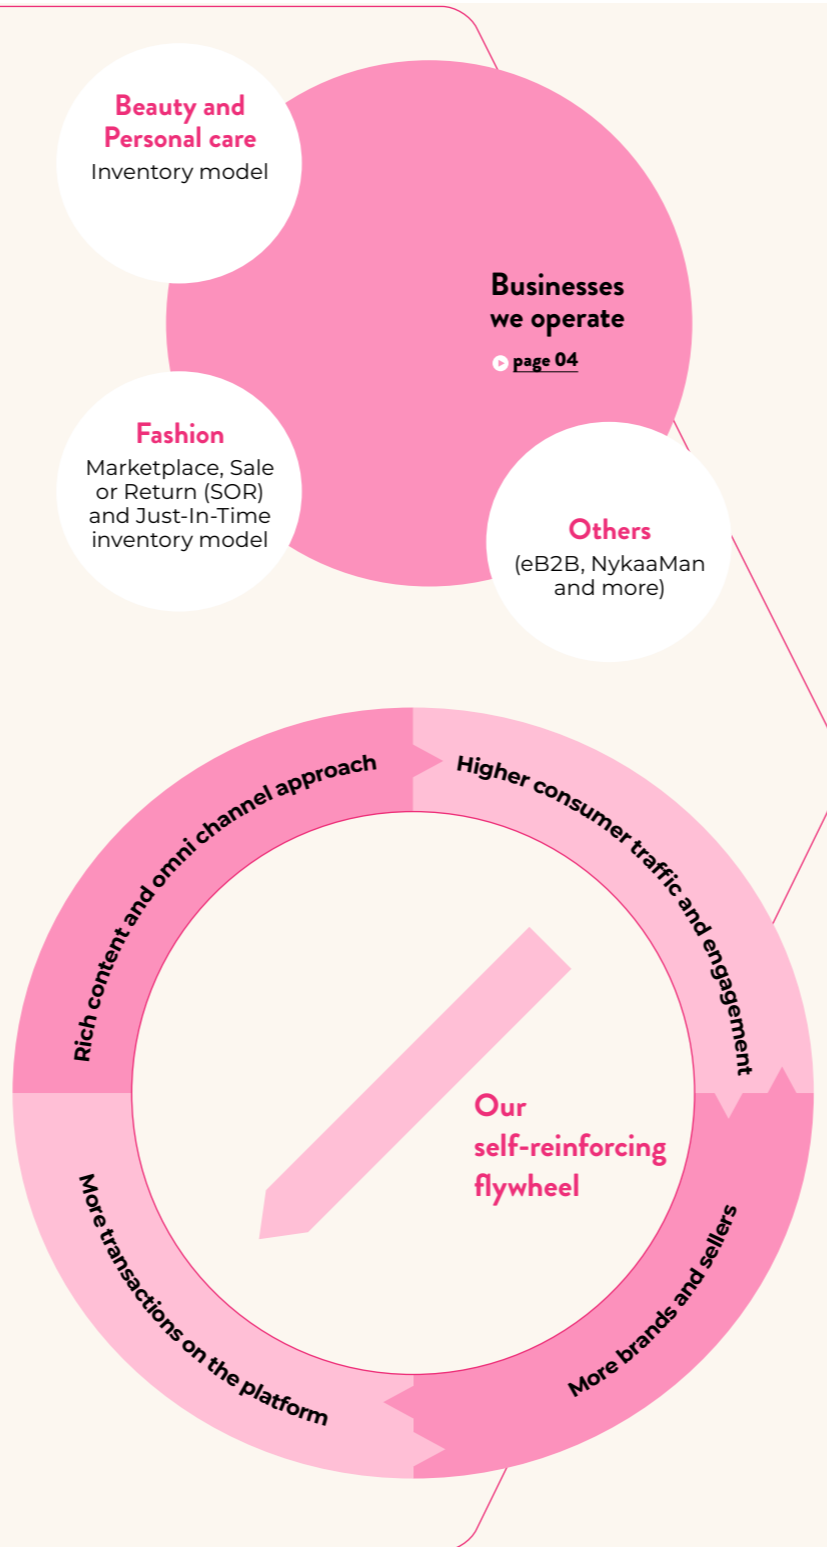 Beauty and
Personal care
Inventory model
Businesses
we operate
page 04
Fashion
Marketplace, Sale
or Return (SOR)
and Just-In-Time
inventory model
Others
(eB2B, NykaaMan
and more)
Rich content and omni channel approach
Higher consumer traffic and engagement
Our
self-reinforcing
flywheel
More transactions on the platform
More brands and sellers